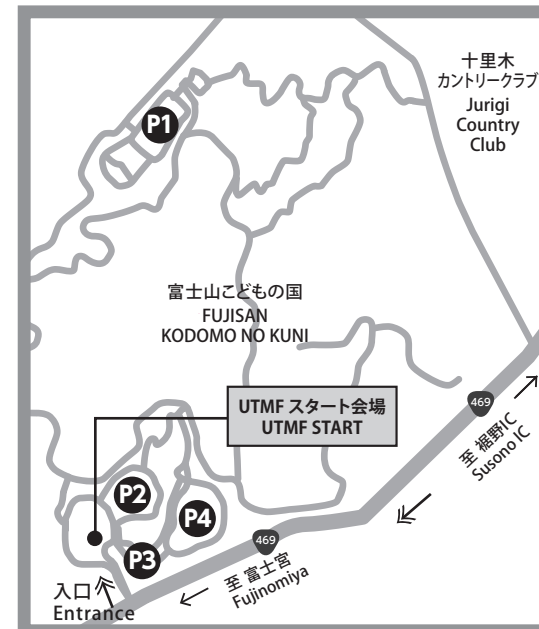 十里木
カントリークラブ
Jurigi
Country
Club
P1
富士山こどもの国
FUJISAN
KODOMO NO KUNI
UTMF スタート会場
UTMF START
469
至 裾野IC
Susono IC
P2
P4
P3
469
至 富士宮
Fujinomiya
入口
Entrance